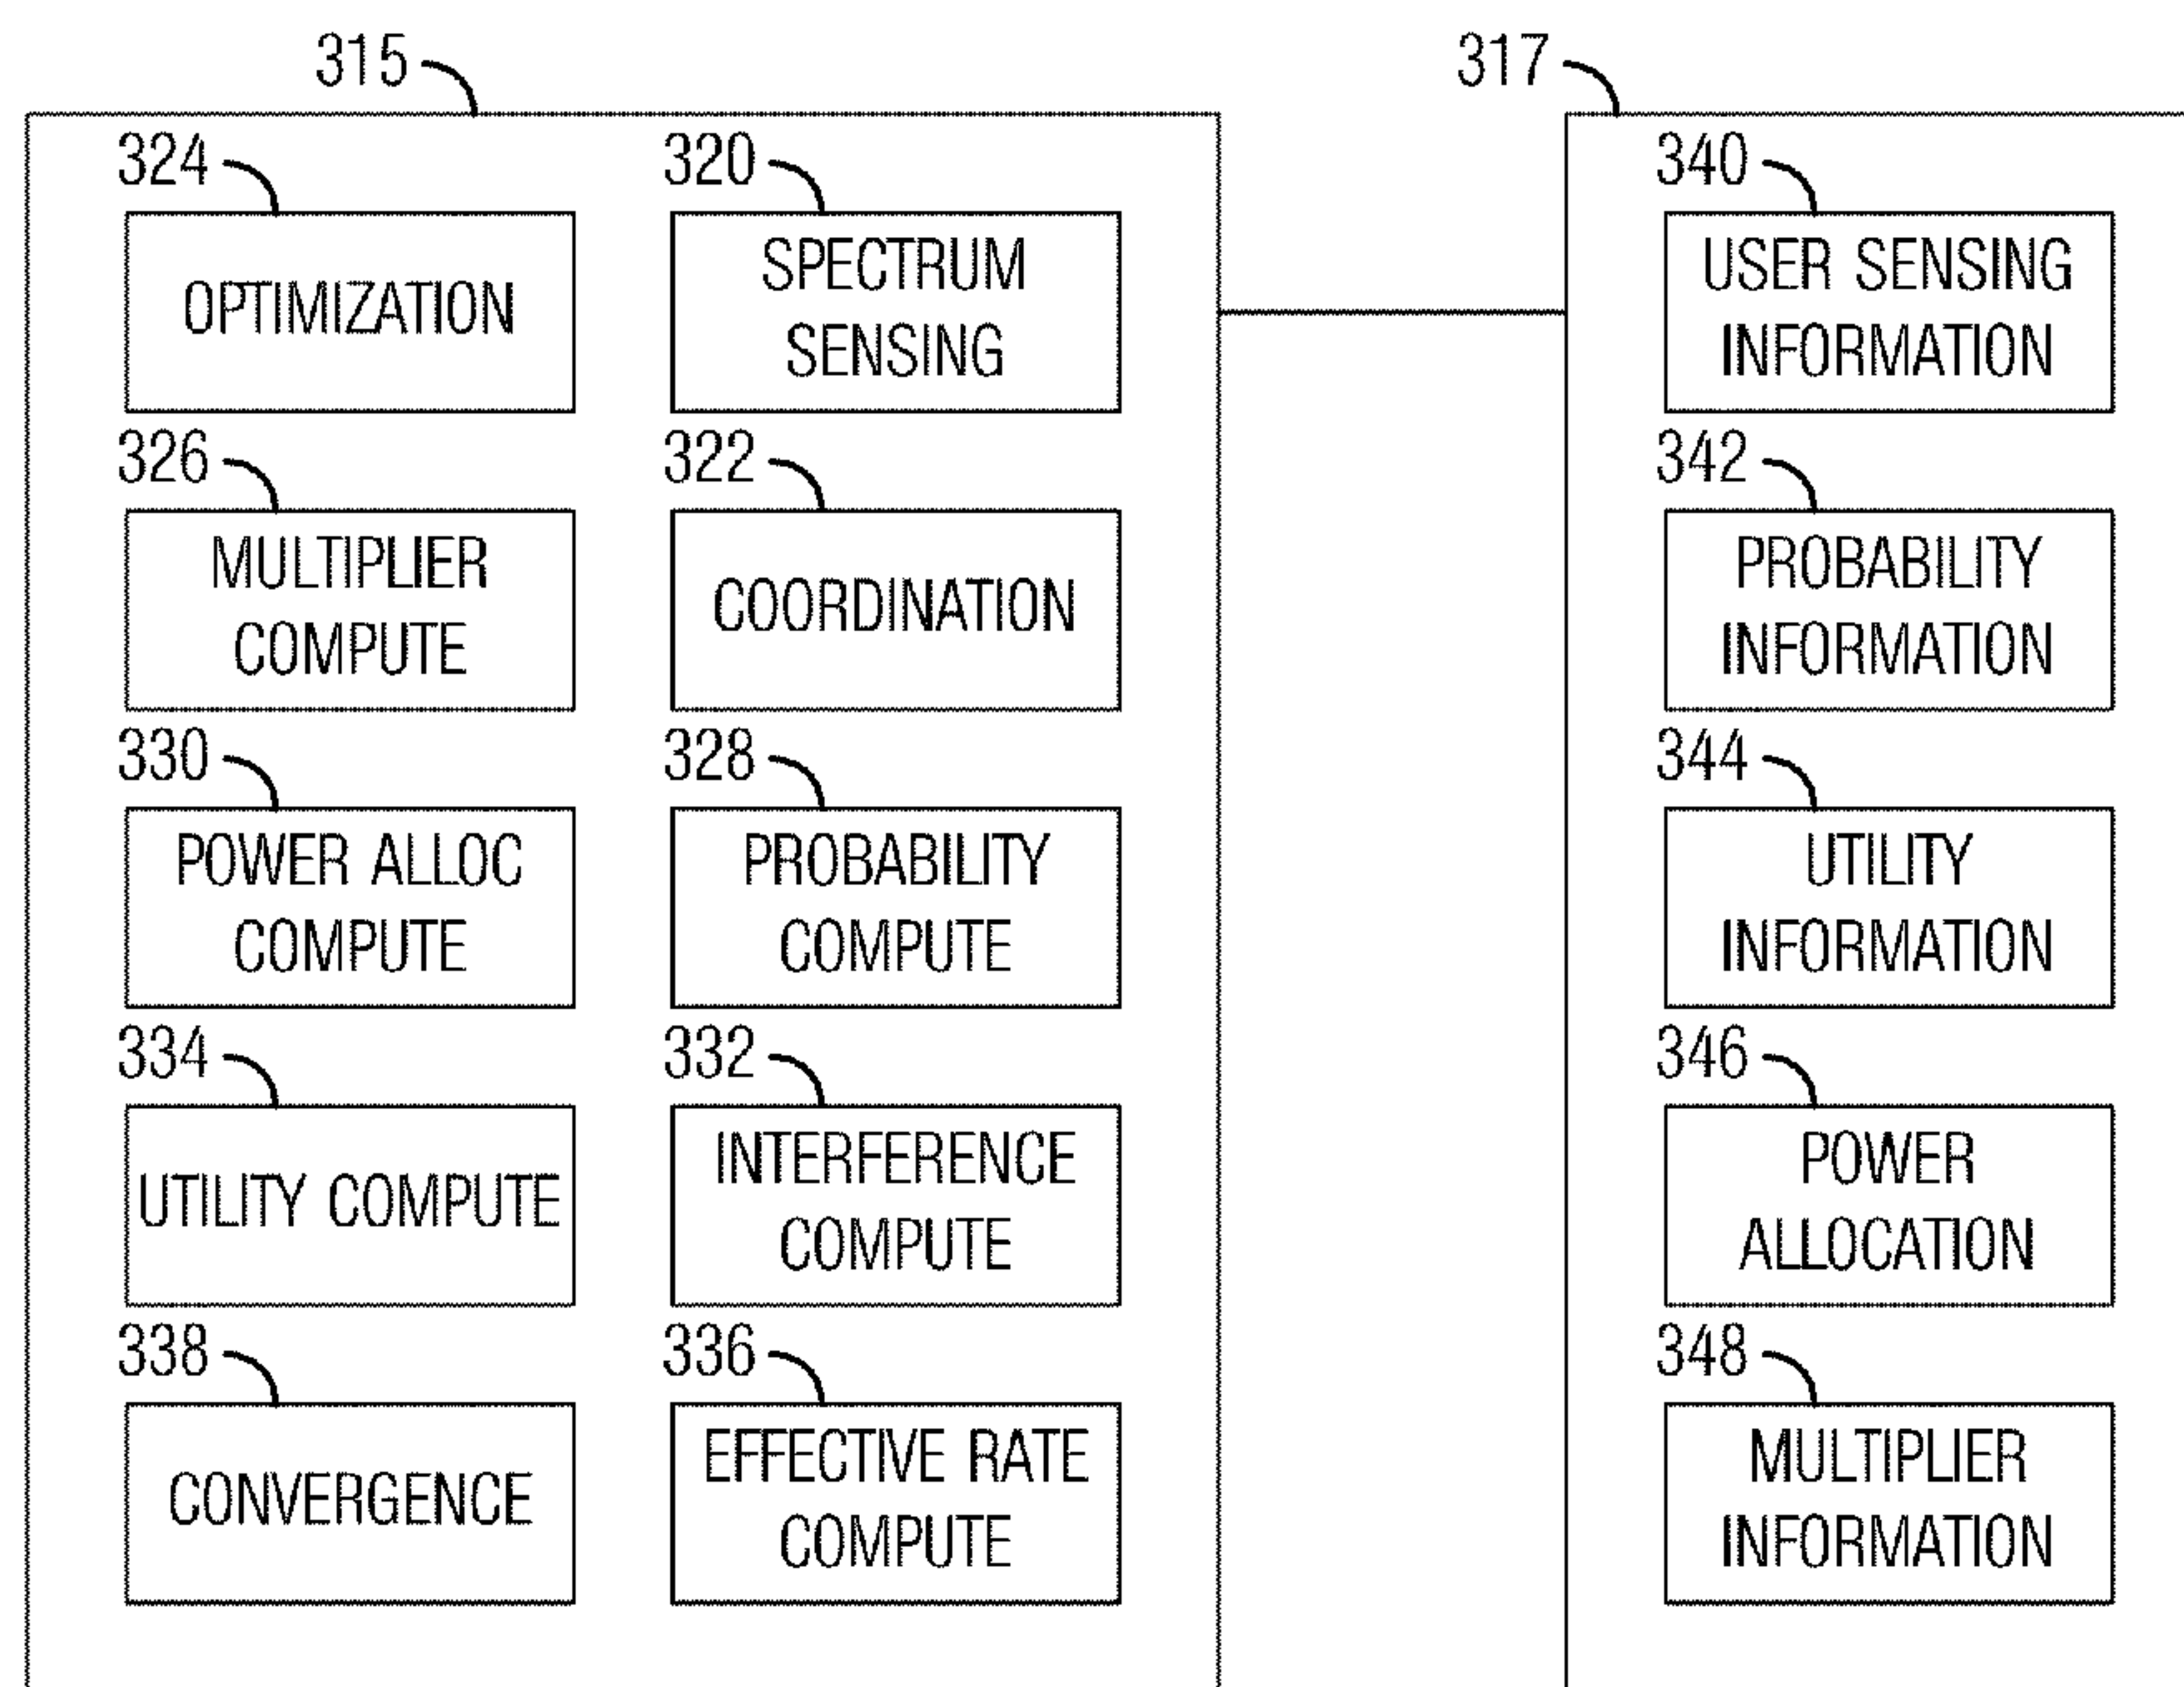 315
317
324
320
340
OPTIMIZATION
SPECTRUM
SENSING
USER SENSING
INFORMATION
326
322
342
MULTIPLIER
COMPUTE
COORDINATION
PROBABILITY
INFORMATION
330
328
344
POWER ALLOC
COMPUTE
PROBABILITY
COMPUTE
UTILITY
INFORMATION
334
332
346
UTILITY COMPUTE
INTERFERENCE
COMPUTE
POWER
ALLOCATION
338
336
348
CONVERGENCE
EFFECTIVE RATE
COMPUTE
MULTIPLIER
INFORMATION